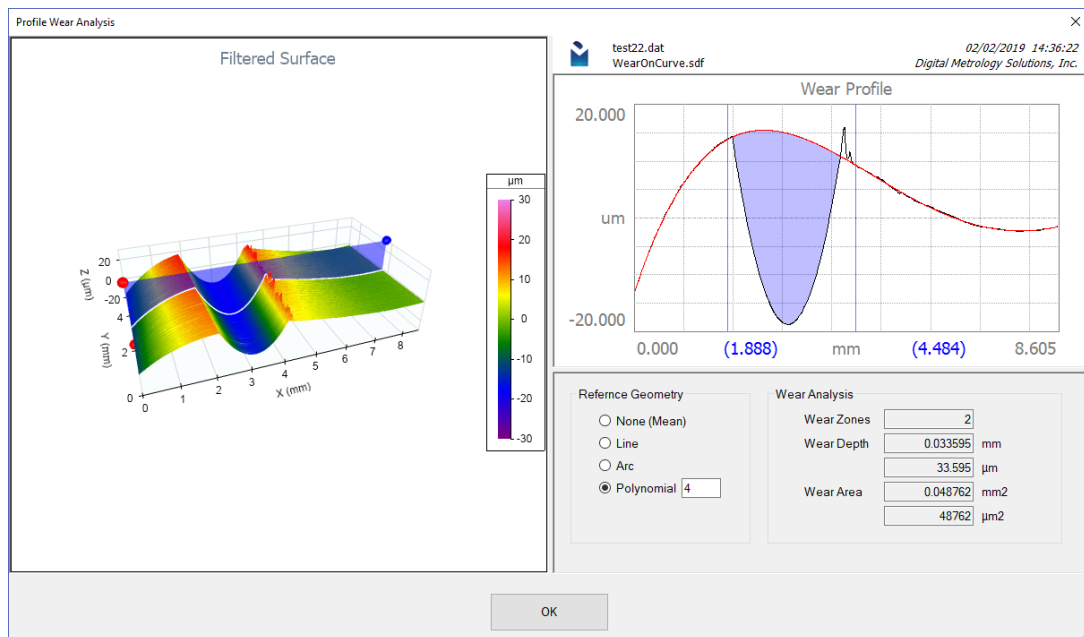 Profile Wear Analysis
Filtered Surface
µm
30
20
10
0
-10
-20
-30
20
0
-20
Z (µm)
4
2
0
Y (mm)
0
1
2
3
4
5
6
7
8
X (mm)
test22.dat
WearOnCurve.sdf
02/02/2019 14:36:22
Digital Metrology Solutions, Inc.
Wear Profile
20.000
um
-20.000
0.000 (1.888) mm (4.484) 8.605
Refernce Geometry
None (Mean)
Line
Arc
Polynomial 4
Wear Analysis
Wear Zones 2
Wear Depth 0.033595 mm
33.595 µm
Wear Area 0.048762 mm2
48762 µm2
OK